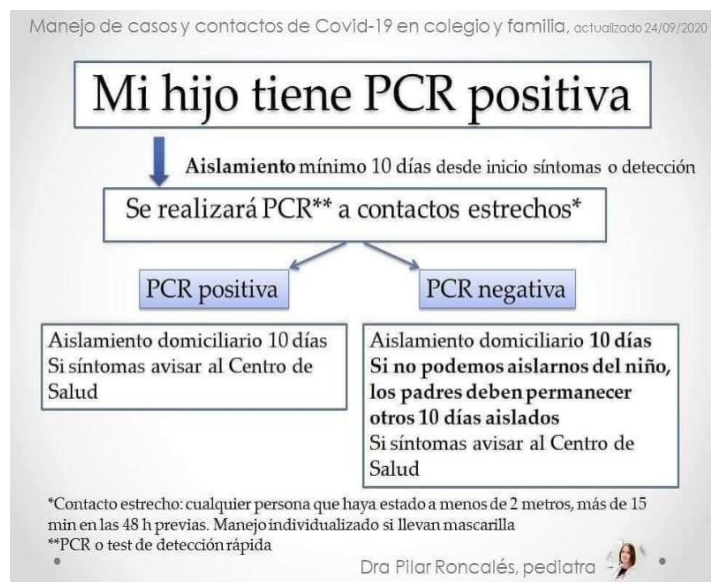 Manejo de casos y contactos de Covid-19 en colegio y familia, actualizado 24/09/2020
Mi hijo tiene PCR positiva
Aislamiento mínimo 10 días desde inicio síntomas o detección
Se realizará PCR** a contactos estrechos*
PCR positiva
Aislamiento domiciliario 10 días
Si síntomas avisar al Centro de
Salud
PCR negativa
Aislamiento domiciliario 10 días
Si no podemos aislarnos del niño,
los padres deben permanecer
otros 10 días aislados
Si síntomas avisar al Centro de
Salud
*Contacto estrecho: cualquier persona que haya estado a menos de 2 metros, más de 15
min en las 48 h previas. Manejo individualizado si llevan mascarilla
**PCR o test de detección rápida
Dra Pilar Roncalés, pediatra